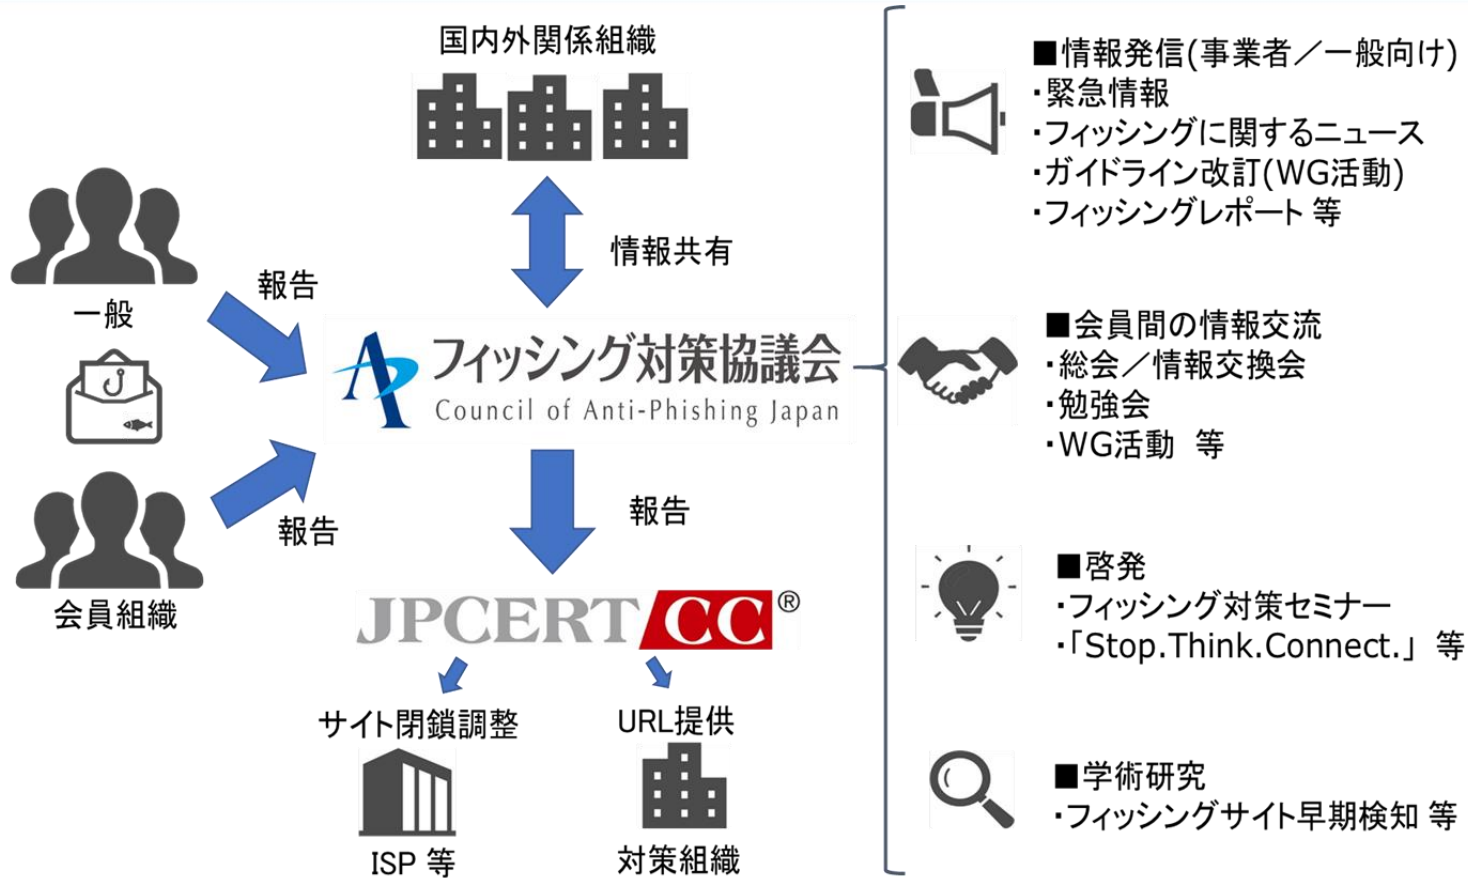 国内外関係組織
情報共有
一般
報告
フィッシング対策協議会
Council of Anti-Phishing Japan
報告
会員組織
報告
JPCERT CC®
サイト閉鎖調整
ISP 等
URL提供
対策組織
■情報発信(事業者／一般向け)
・緊急情報
・フィッシングに関するニュース
・ガイドライン改訂(WG活動)
・フィッシングレポート 等
■会員間の情報交流
・総会／情報交換会
・勉強会
・WG活動 等
■啓発
・フィッシング対策セミナー
・「Stop.Think.Connect.」 等
■学術研究
・フィッシングサイト早期検知 等